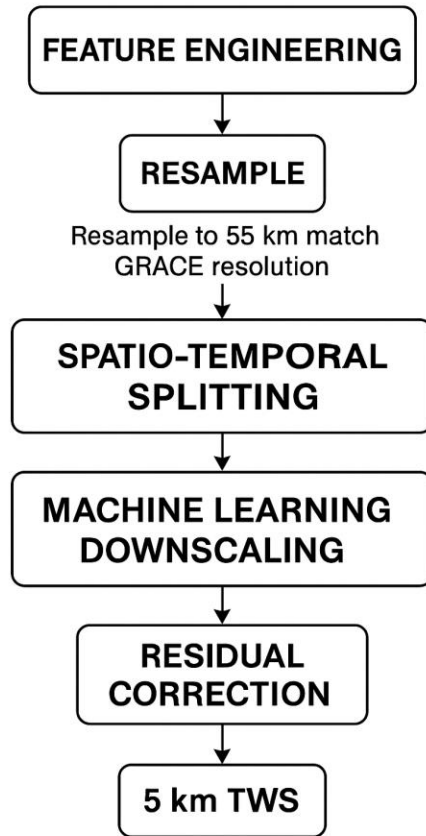 FEATURE ENGINEERING
RESAMPLE
Resample to 55 km match
GRACE resolution
SPATIO-TEMPORAL
SPLITTING
MACHINE LEARNING
DOWNSCALING
RESIDUAL
CORRECTION
5 km TWS